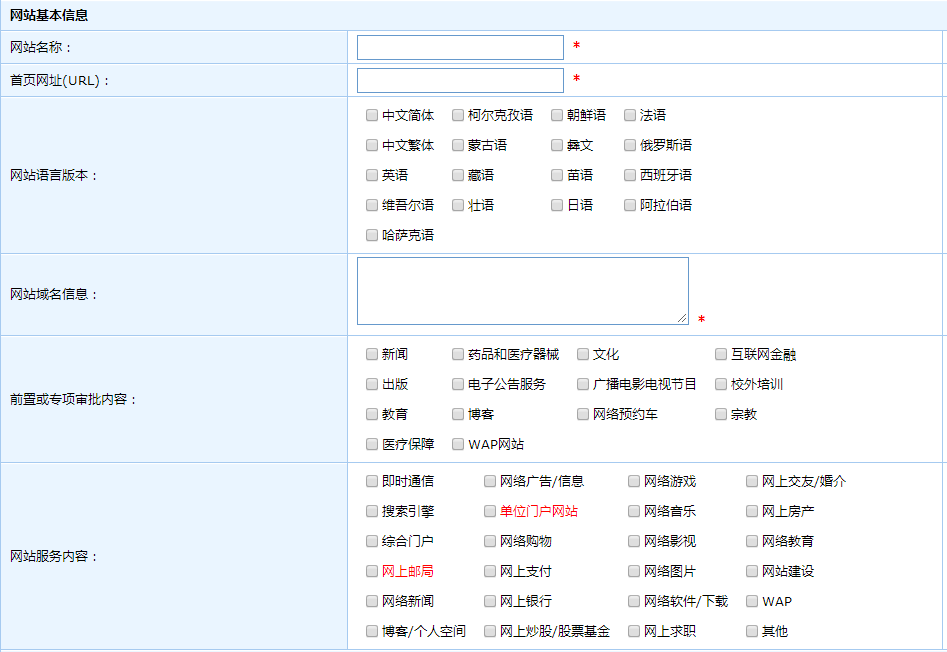 网站基本信息
网站名称：
*
首页网址(URL)：
*
网站语言版本：
中文简体 柯尔克孜语 朝鲜语 法语
中文繁体 蒙古语 彝文 俄罗斯语
英语 藏语 苗语 西班牙语
维吾尔语 壮语 日语 阿拉伯语
哈萨克语
网站域名信息：
*
前置或专项审批内容：
新闻 药品和医疗器械 文化 互联网金融
出版 电子公告服务 广播电影电视节目 校外培训
教育 博客 网络预约车 宗教
医疗保障 WAP网站
网站服务内容：
即时通信 网络广告/信息 网络游戏 网上交友/婚介
搜索引擎 单位门户网站 网络音乐 网上房产
综合门户 网络购物 网络影视 网络教育
网上邮局 网上支付 网络图片 网站建设
网络新闻 网上银行 网络软件/下载 WAP
博客/个人空间 网上炒股/股票基金 网上求职 其他